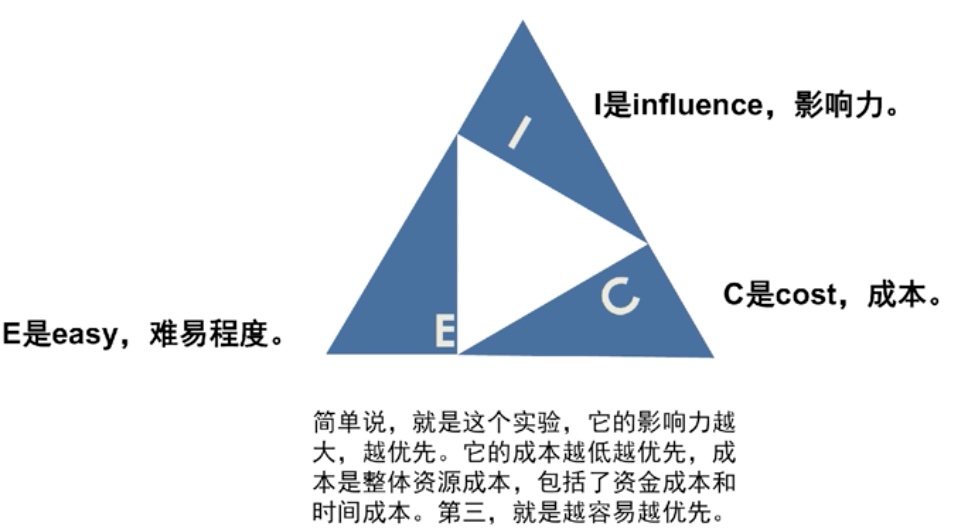 I是influence，影响力。
I
C是cost，成本。
C
E是easy，难易程度。
E
简单说，就是这个实验，它的影响力越
大，越优先。它的成本越低越优先，成
本是整体资源成本，包括了资金成本和
时间成本。第三，就是越容易越优先。